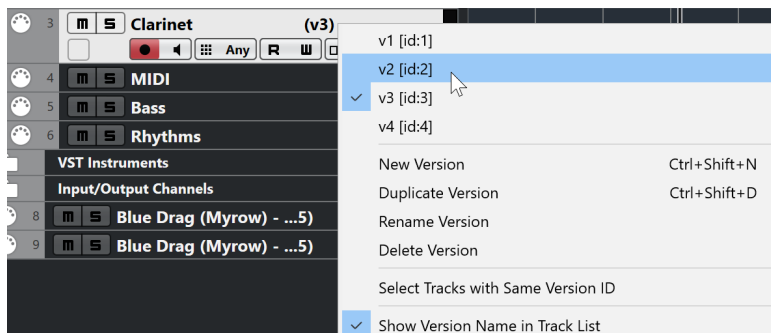 3 m S Clarinet (v3)
Any R W
4 m S MIDI
5 m S Bass
6 m S Rhythms
VST Instruments
Input/Output Channels
8 m S Blue Drag (Myrow) - ...5)
9 m S Blue Drag (Myrow) - ...5)
v1 [id:1]
v2 [id:2]
v3 [id:3]
v4 [id:4]
New Version Ctrl+Shift+N
Duplicate Version Ctrl+Shift+D
Rename Version
Delete Version
Select Tracks with Same Version ID
Show Version Name in Track List